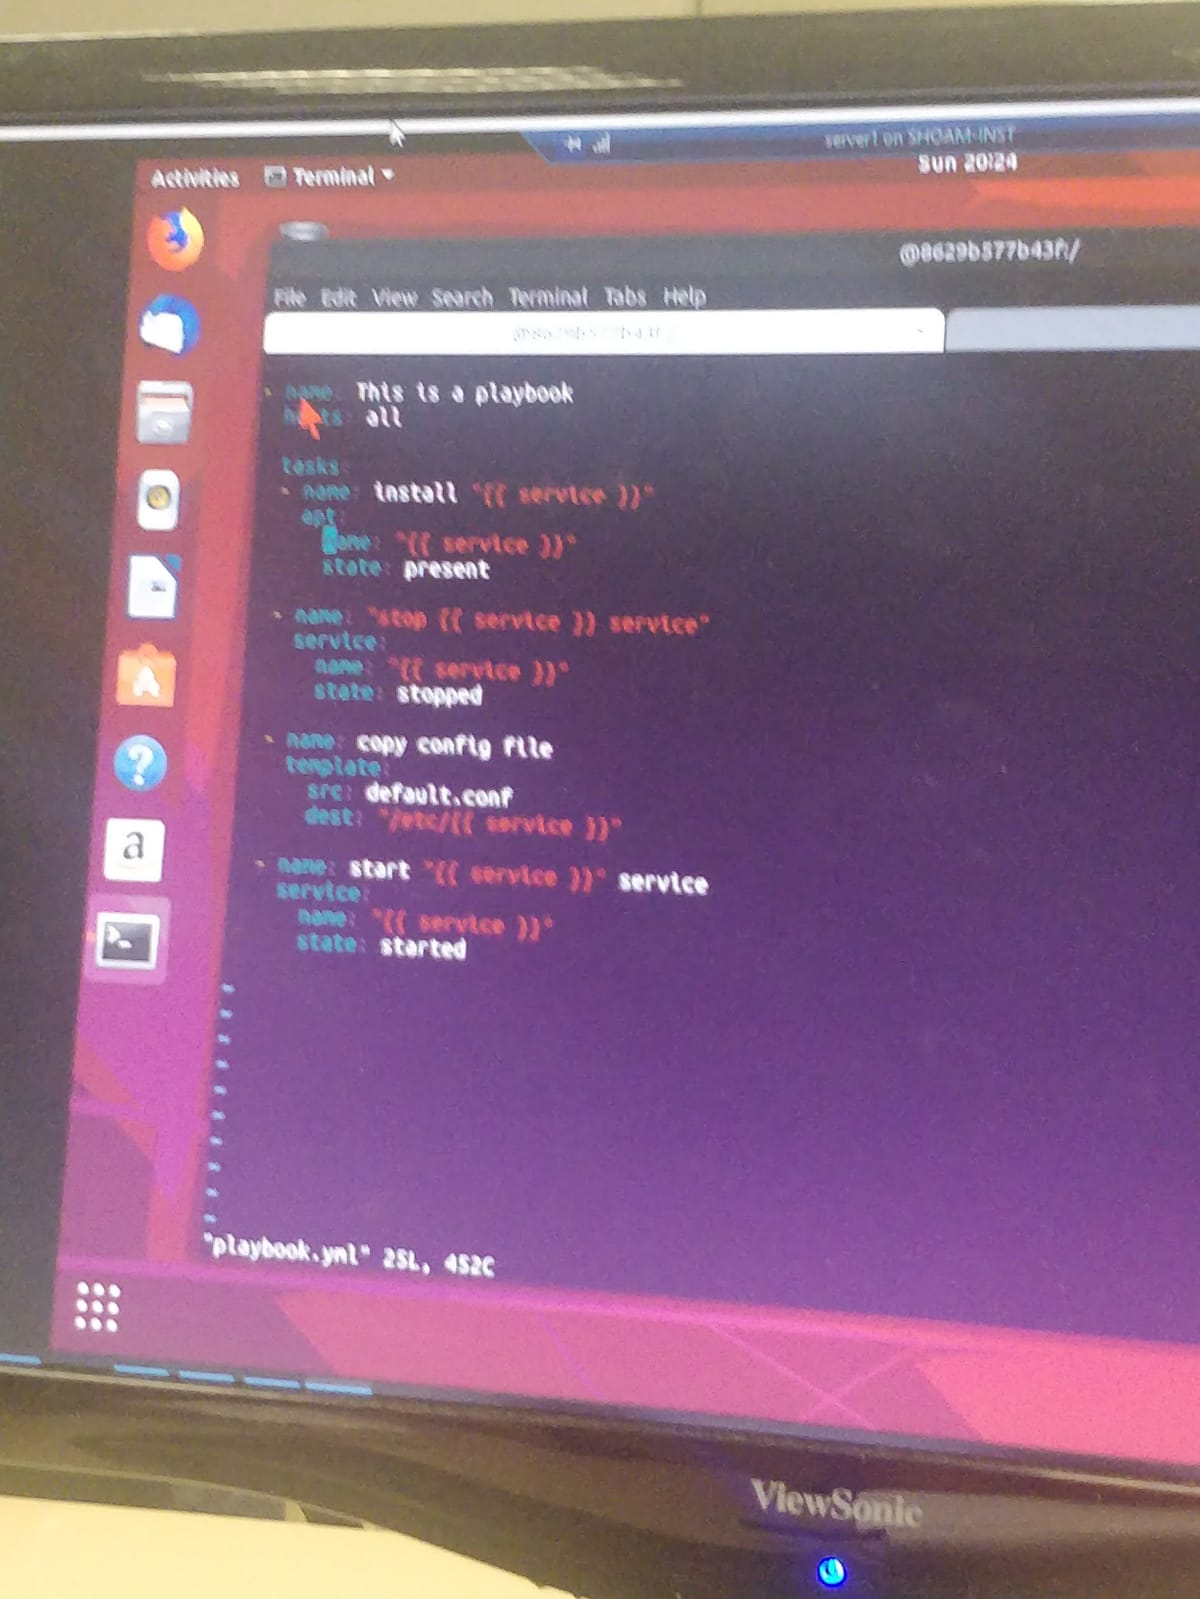 server1 on SHOAM-INST
Activities Terminal Sun 20:24
@8629b577b43f:/
File Edit View Search Terminal Tabs Help
- name: This is a playbook
all
tasks:
- name: install "{{ service }}"
apt:
name: "{{ service }}"
state: present
- name: "stop {{ service }} service"
service:
name: "{{ service }}"
state: stopped
- name: copy config file
template:
src: default.conf
dest: "/etc/{{ service }}"
- name: start "{{ service }}" service
service:
name: "{{ service }}"
state: started
~
~
~
~
~
~
~
~
~
~
"playbook.yml" 25L, 452C
ViewSonic